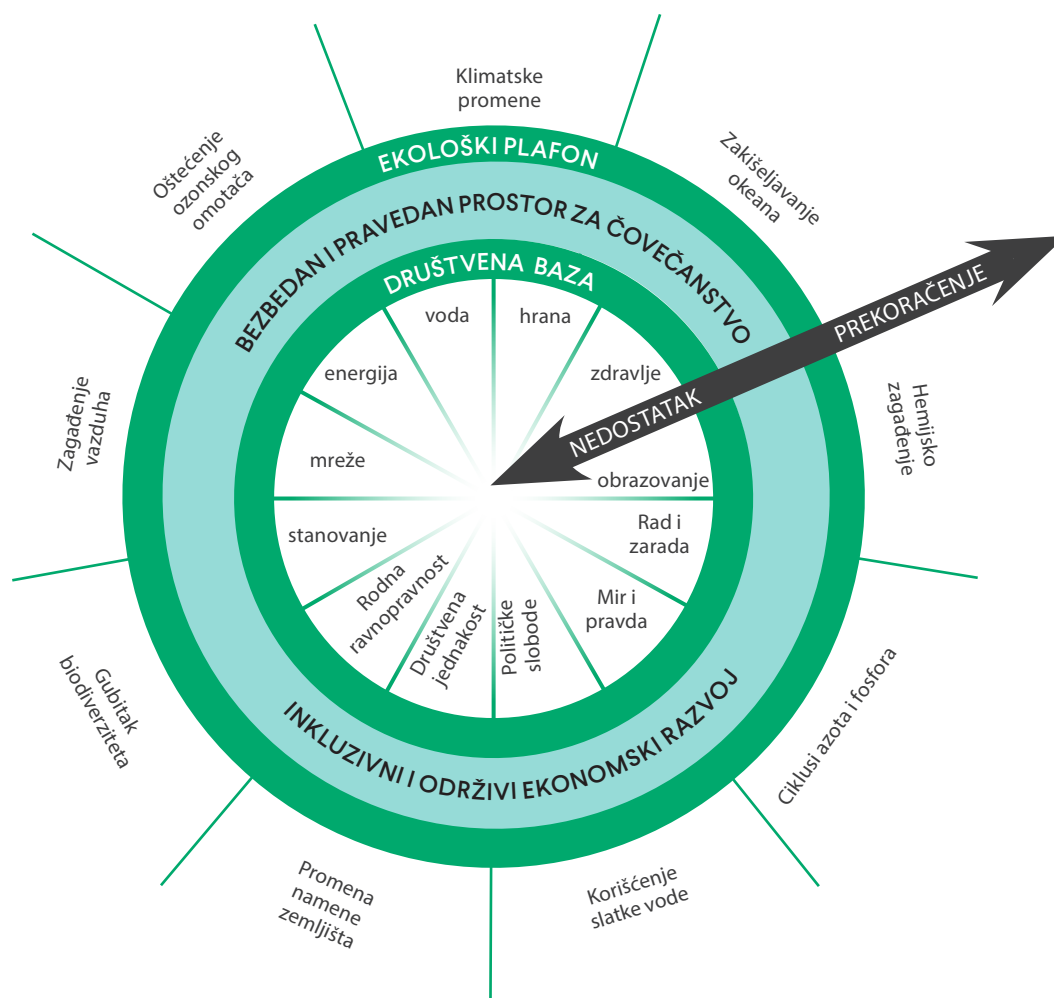 Klimatske
promene
Zakišeljavanje
okeana
Hemijsko
zagađenje
Ciklusi azota i fosfora
Korišćenje
slatke vode
Promena
namene
zemljišta
Gubitak
biodiverziteta
Zagađenje
vazduha
Oštećenje
ozonskog
omotača
EKOLOŠKI PLAFON
BEZBEDAN I PRAVEDAN PROSTOR ZA ČOVEČANSTVO
DRUŠTVENA BAZA
voda
hrana
energija
zdravlje
mreže
obrazovanje
stanovanje
Rad i
zarada
Rodna
ravnopravnost
Društvena
jednakost
Političke
slobode
Mir i
pravda
NEDOSTATAK
PREKORAČENJE
INKLUZIVNI I ODRŽIVI EKONOMSKI RAZVOJ